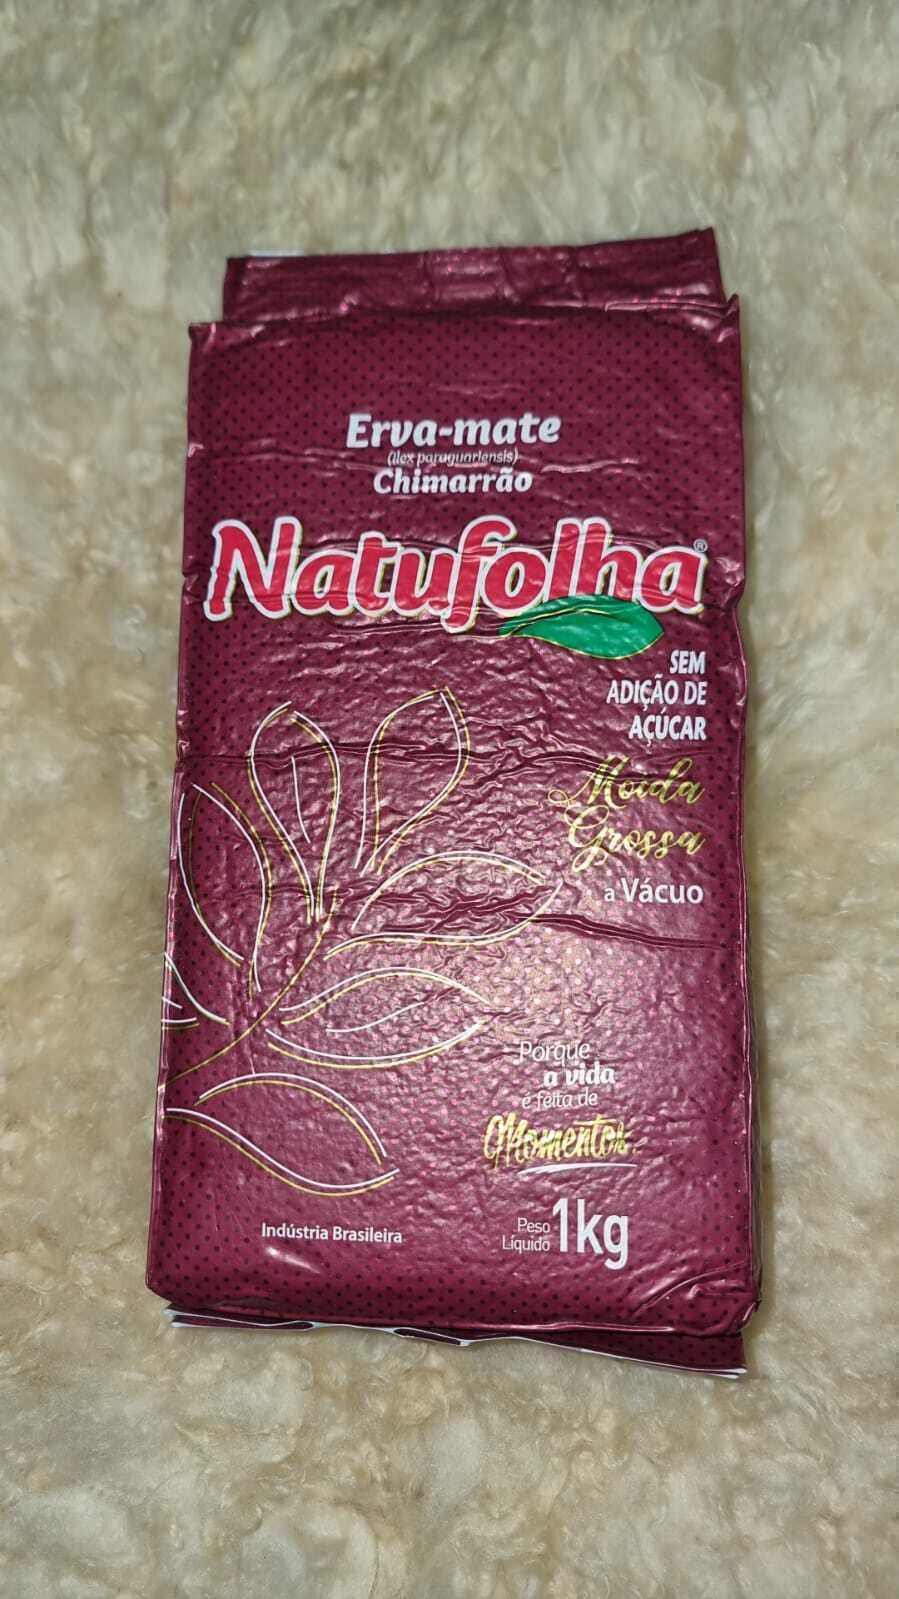 Erva-mate
(Ilex paraguariensis)
Chimarrão
Natufolha®
SEM
ADIÇÃO DE
AÇÚCAR
Moída
Grossa
a Vácuo
Porque
a vida
é feita de
Momentos.
Indústria Brasileira
Peso
Líquido 1kg